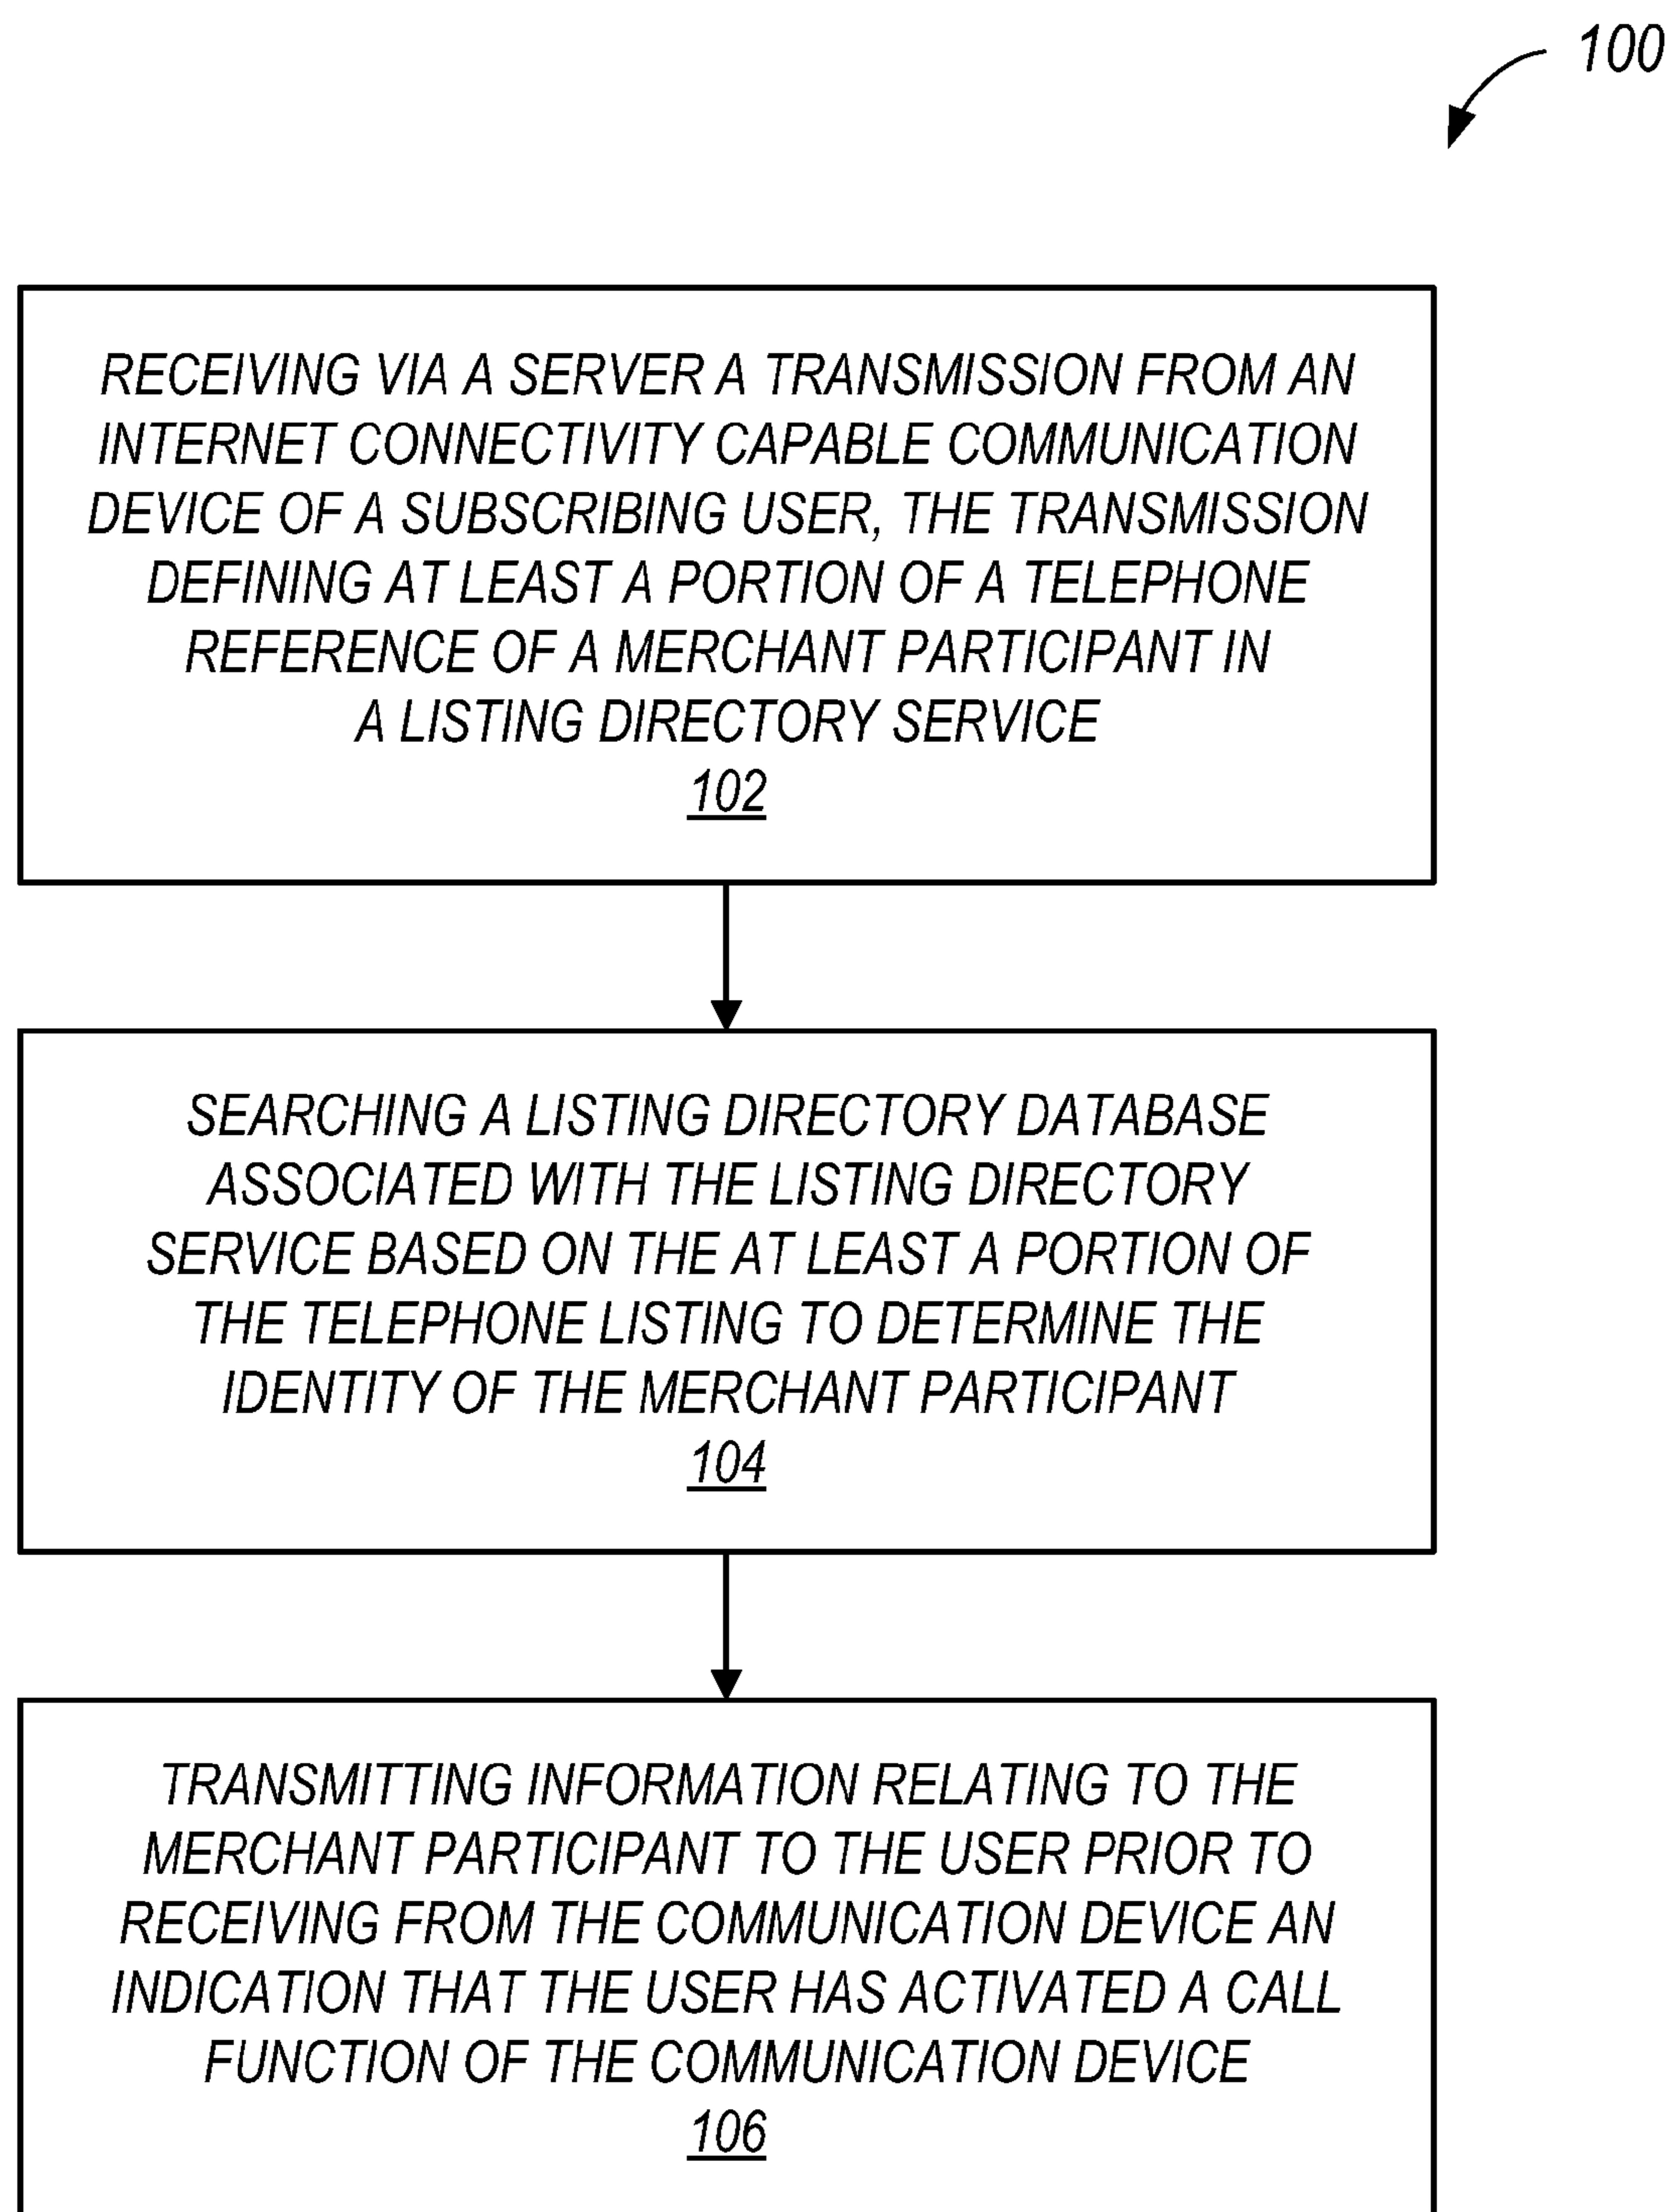 100
RECEIVING VIA A SERVER A TRANSMISSION FROM AN
INTERNET CONNECTIVITY CAPABLE COMMUNICATION
DEVICE OF A SUBSCRIBING USER, THE TRANSMISSION
DEFINING AT LEAST A PORTION OF A TELEPHONE
REFERENCE OF A MERCHANT PARTICIPANT IN
A LISTING DIRECTORY SERVICE
102
SEARCHING A LISTING DIRECTORY DATABASE
ASSOCIATED WITH THE LISTING DIRECTORY
SERVICE BASED ON THE AT LEAST A PORTION OF
THE TELEPHONE LISTING TO DETERMINE THE
IDENTITY OF THE MERCHANT PARTICIPANT
104
TRANSMITTING INFORMATION RELATING TO THE
MERCHANT PARTICIPANT TO THE USER PRIOR TO
RECEIVING FROM THE COMMUNICATION DEVICE AN
INDICATION THAT THE USER HAS ACTIVATED A CALL
FUNCTION OF THE COMMUNICATION DEVICE
106